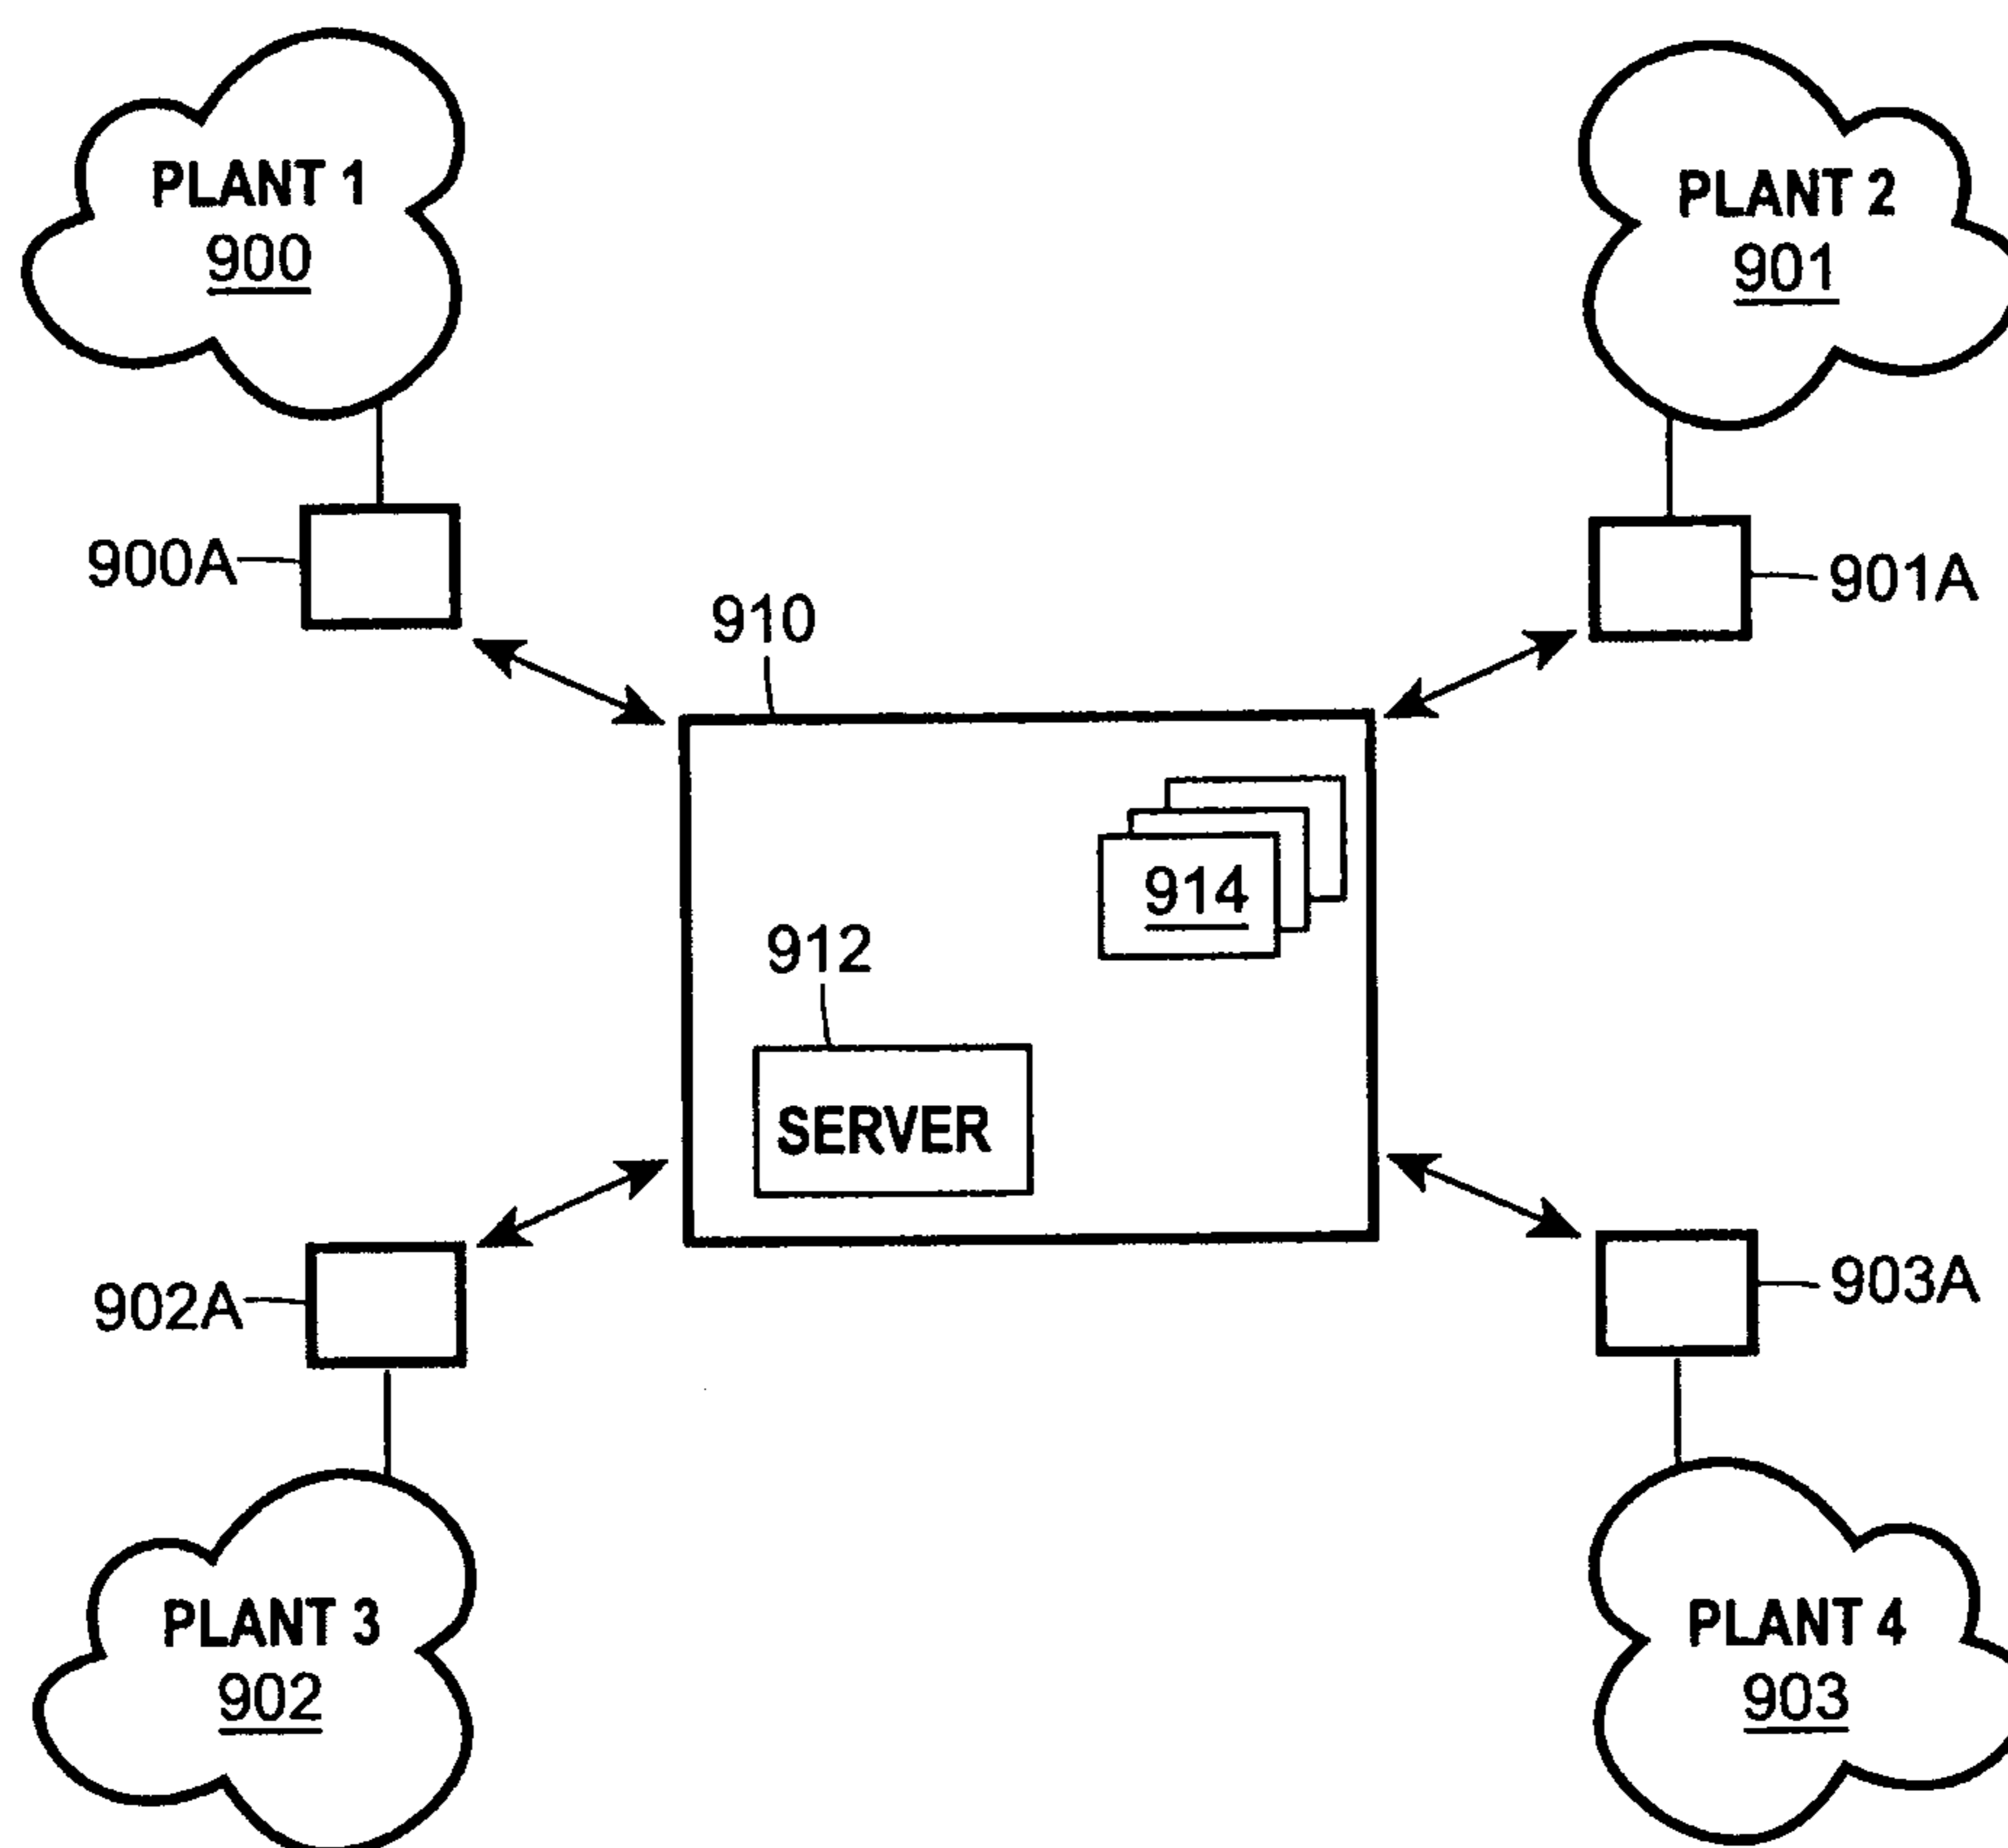 PLANT 1
900
PLANT 2
901
900A
901A
910
914
912
SERVER
902A
903A
PLANT 3
902
PLANT 4
903